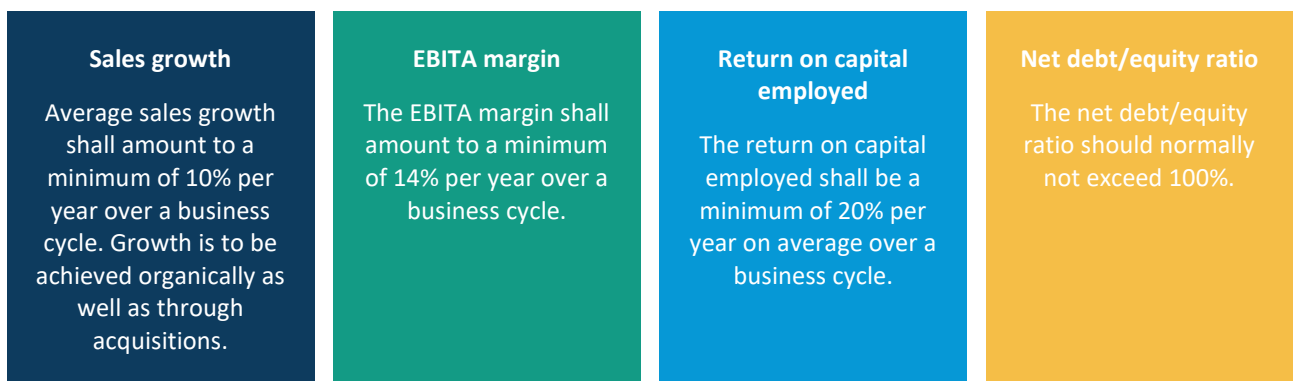 Sales growth
Average sales growth
shall amount to a
minimum of 10% per
year over a business
cycle. Growth is to be
achieved organically as
well as through
acquisitions.
EBITA margin
The EBITA margin shall
amount to a minimum
of 14% per year over a
business cycle.
Return on capital
employed
The return on capital
employed shall be a
minimum of 20% per
year on average over a
business cycle.
Net debt/equity ratio
The net debt/equity
ratio should normally
not exceed 100%.